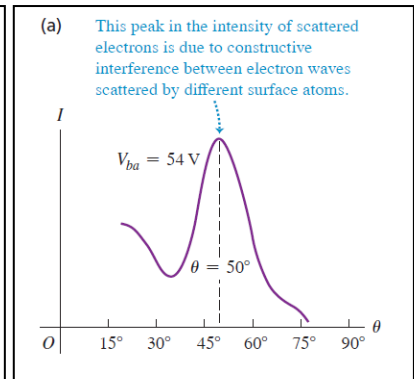 (a) This peak in the intensity of scattered
electrons is due to constructive
interference between electron waves
scattered by different surface atoms.
I
V_ba = 54 V
θ = 50°
O 15° 30° 45° 60° 75° 90° θ